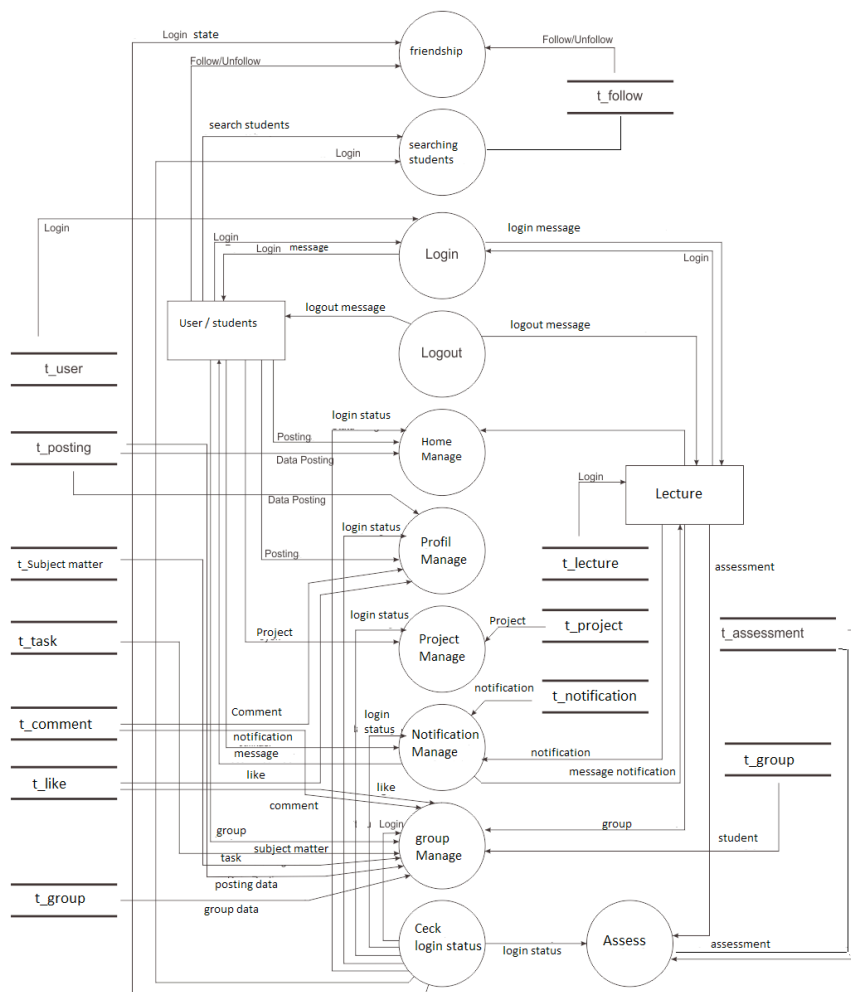 Login state
friendship
Follow/Unfollow
Follow/Unfollow
t_follow
search students
searching
students
Login
Login
Login
Login message
Login
login message
Login
User / students
logout message
logout message
Logout
t_user
login status
Posting
Home
Manage
t_posting
Data Posting
Login
Lecture
Data Posting
login status
Profil
Manage
Posting
t_Subject matter
t_lecture
assessment
login status
Project
Project
Manage
Project
t_project
t_task
t_assessment
notification
t_notification
Comment
login
status
t_comment
notification
message
Notification
Manage
notification
message notification
t_group
like
t_like
like
comment
Login
group
group
Manage
group
student
subject matter
task
posting data
t_group
group data
Ceck
login status
login status
Assess
assessment